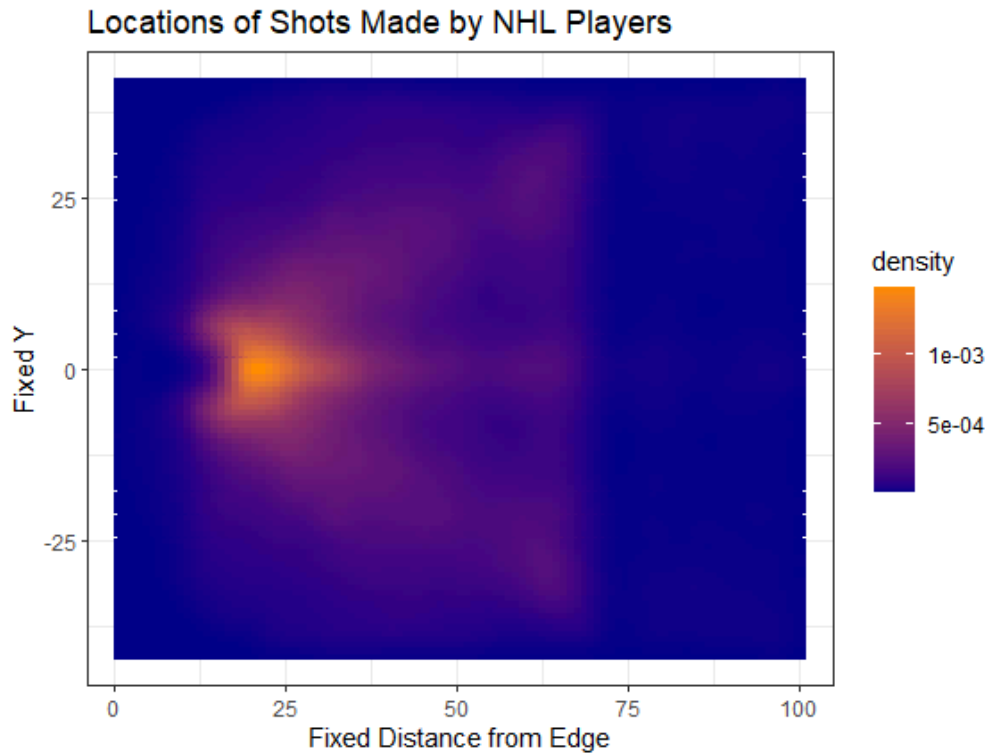 Locations of Shots Made by NHL Players
Fixed Y
25
0
-25
0
25
50
75
100
Fixed Distance from Edge
density
1e-03
5e-04